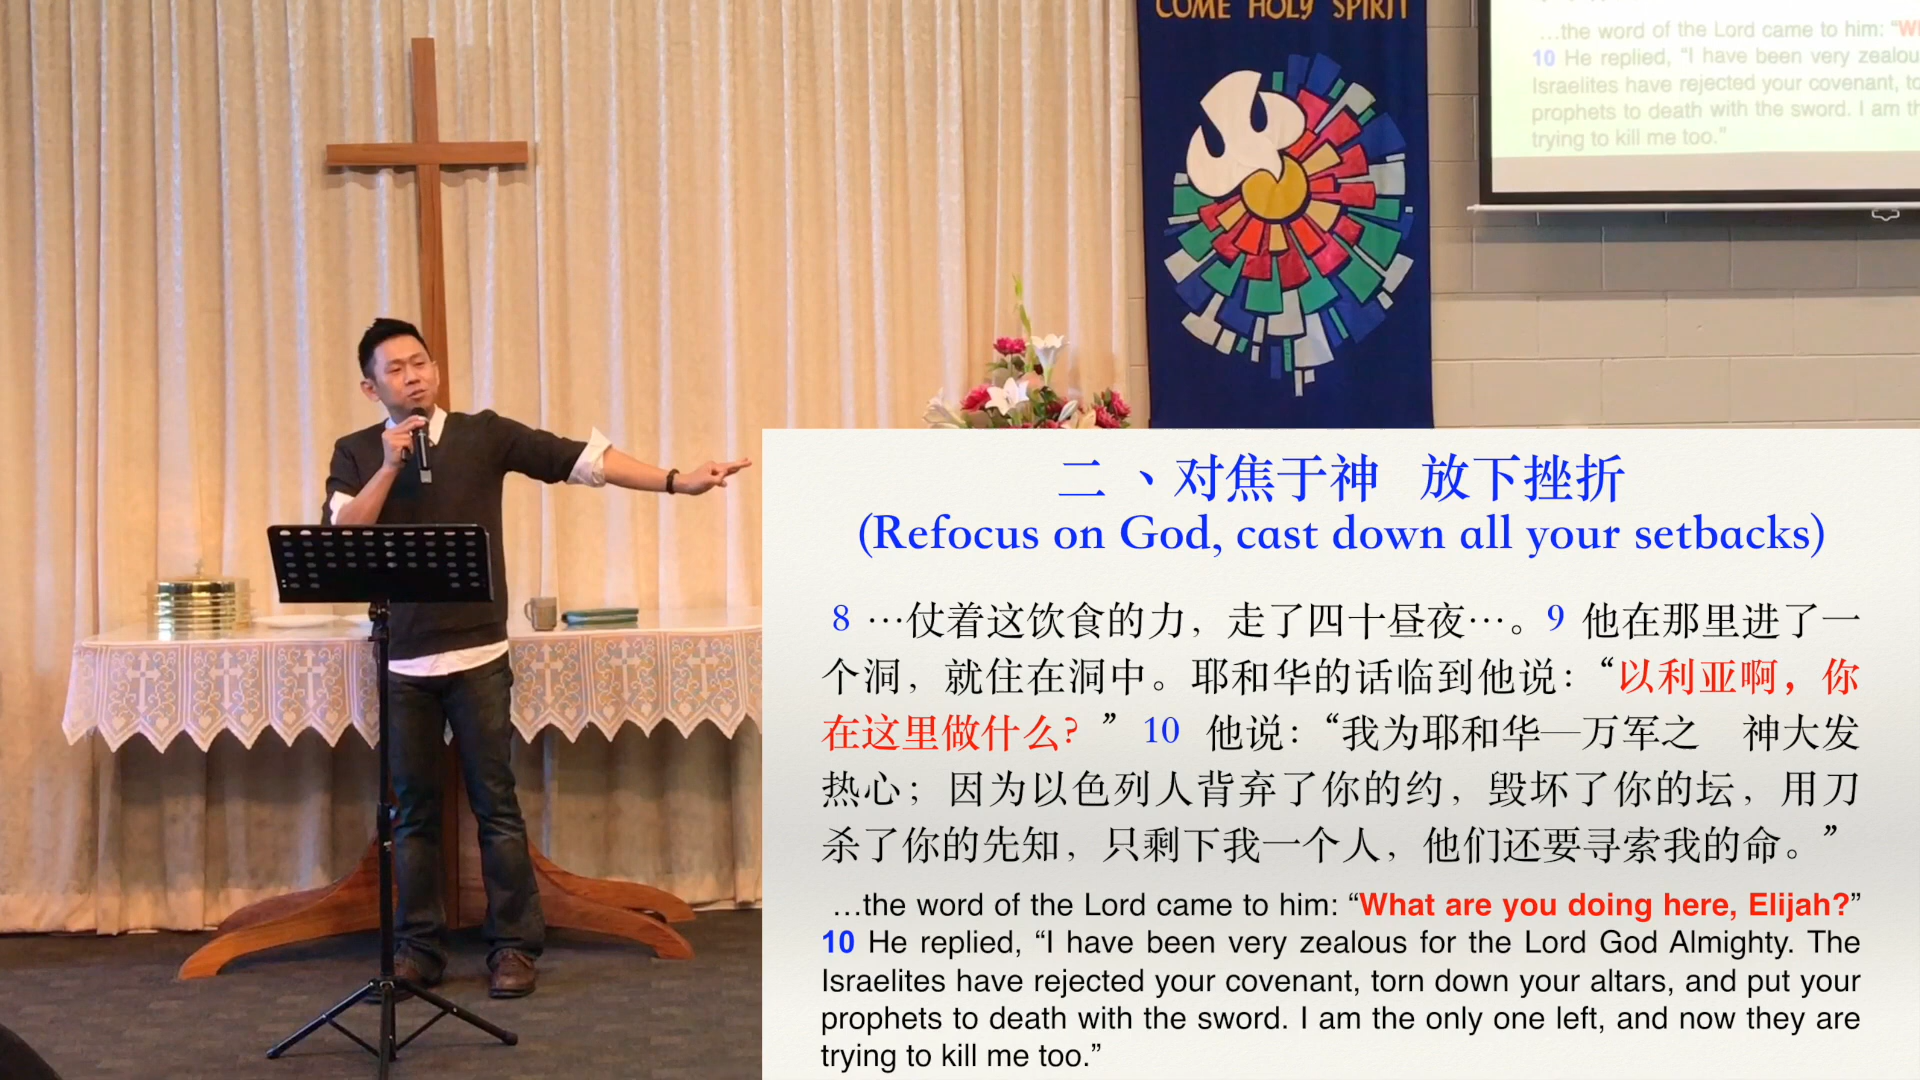 COME HOLY SPIRIT
…the word of the Lord came to him: “W
10 He replied, “I have been very zealou
Israelites have rejected your covenant, to
prophets to death with the sword. I am th
trying to kill me too.”
二 、对焦于神 放下挫折
(Refocus on God, cast down all your setbacks)
8 …仗着这饮食的力，走了四十昼夜…。9 他在那里进了一
个洞，就住在洞中。耶和华的话临到他说：“以利亚啊，你
在这里做什么？” 10 他说：“我为耶和华─万军之 神大发
热心；因为以色列人背弃了你的约，毁坏了你的坛，用刀
杀了你的先知，只剩下我一个人，他们还要寻索我的命。”
…the word of the Lord came to him: “What are you doing here, Elijah?”
10 He replied, “I have been very zealous for the Lord God Almighty. The
Israelites have rejected your covenant, torn down your altars, and put your
prophets to death with the sword. I am the only one left, and now they are
trying to kill me too.”